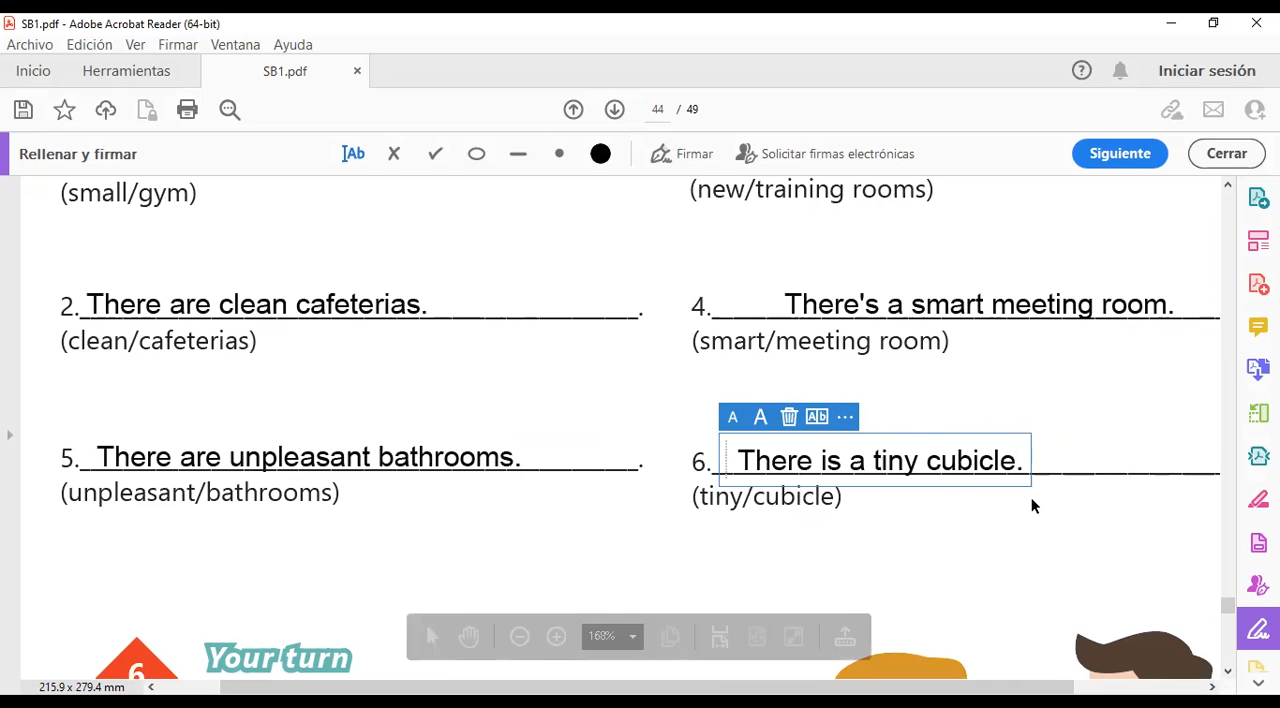 SB1.pdf - Adobe Acrobat Reader (64-bit)
Archivo Edición Ver Firmar Ventana Ayuda
Inicio Herramientas SB1.pdf × Iniciar sesión
44 / 49
Rellenar y firmar Ab Firmar Solicitar firmas electrónicas Siguiente Cerrar
(small/gym) (new/training rooms)
2. There are clean cafeterias. . 4. There's a smart meeting room.
(clean/cafeterias) (smart/meeting room)
A A Ab ...
5. There are unpleasant bathrooms. . 6. There is a tiny cubicle.
(unpleasant/bathrooms) (tiny/cubicle)
168%
6 Your turn
215.9 x 279.4 mm